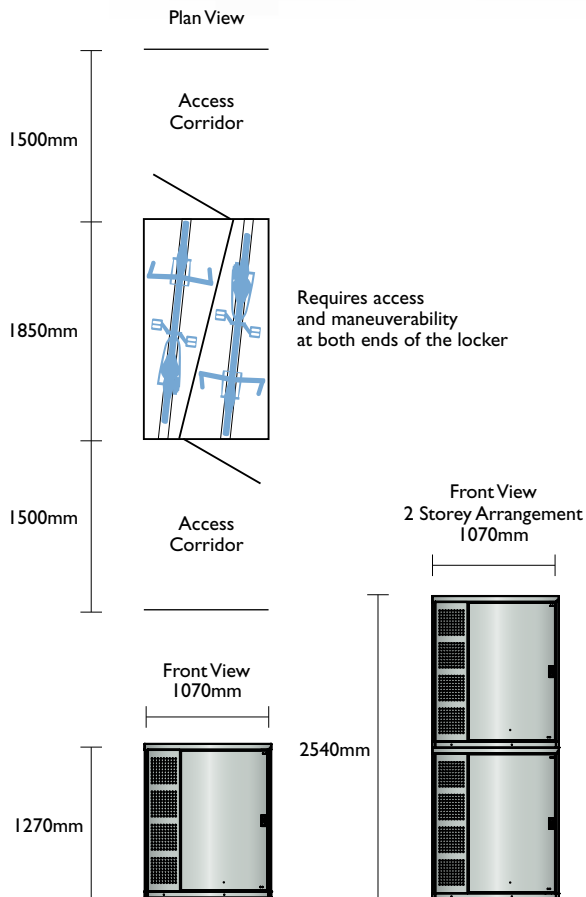 Plan View
Access
Corridor
1500mm
1850mm
Requires access
and maneuverability
at both ends of the locker
1500mm
Access
Corridor
Front View
2 Storey Arrangement
1070mm
Front View
1070mm
2540mm
1270mm